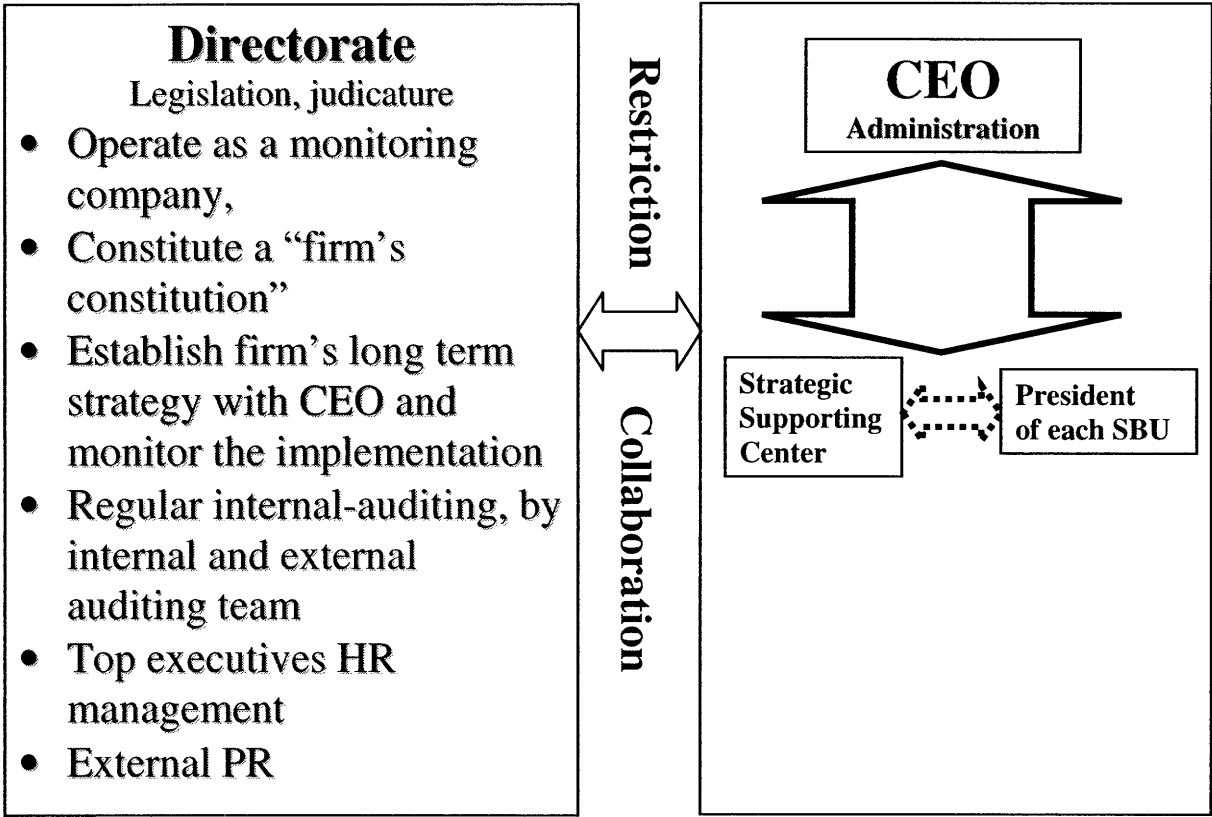 Directorate
Legislation, judicature
• Operate as a monitoring
company,
• Constitute a “firm’s
constitution”
• Establish firm’s long term
strategy with CEO and
monitor the implementation
• Regular internal-auditing, by
internal and external
auditing team
• Top executives HR
management
• External PR
Restriction
Collaboration
CEO
Administration
Strategic
Supporting
Center
President
of each SBU